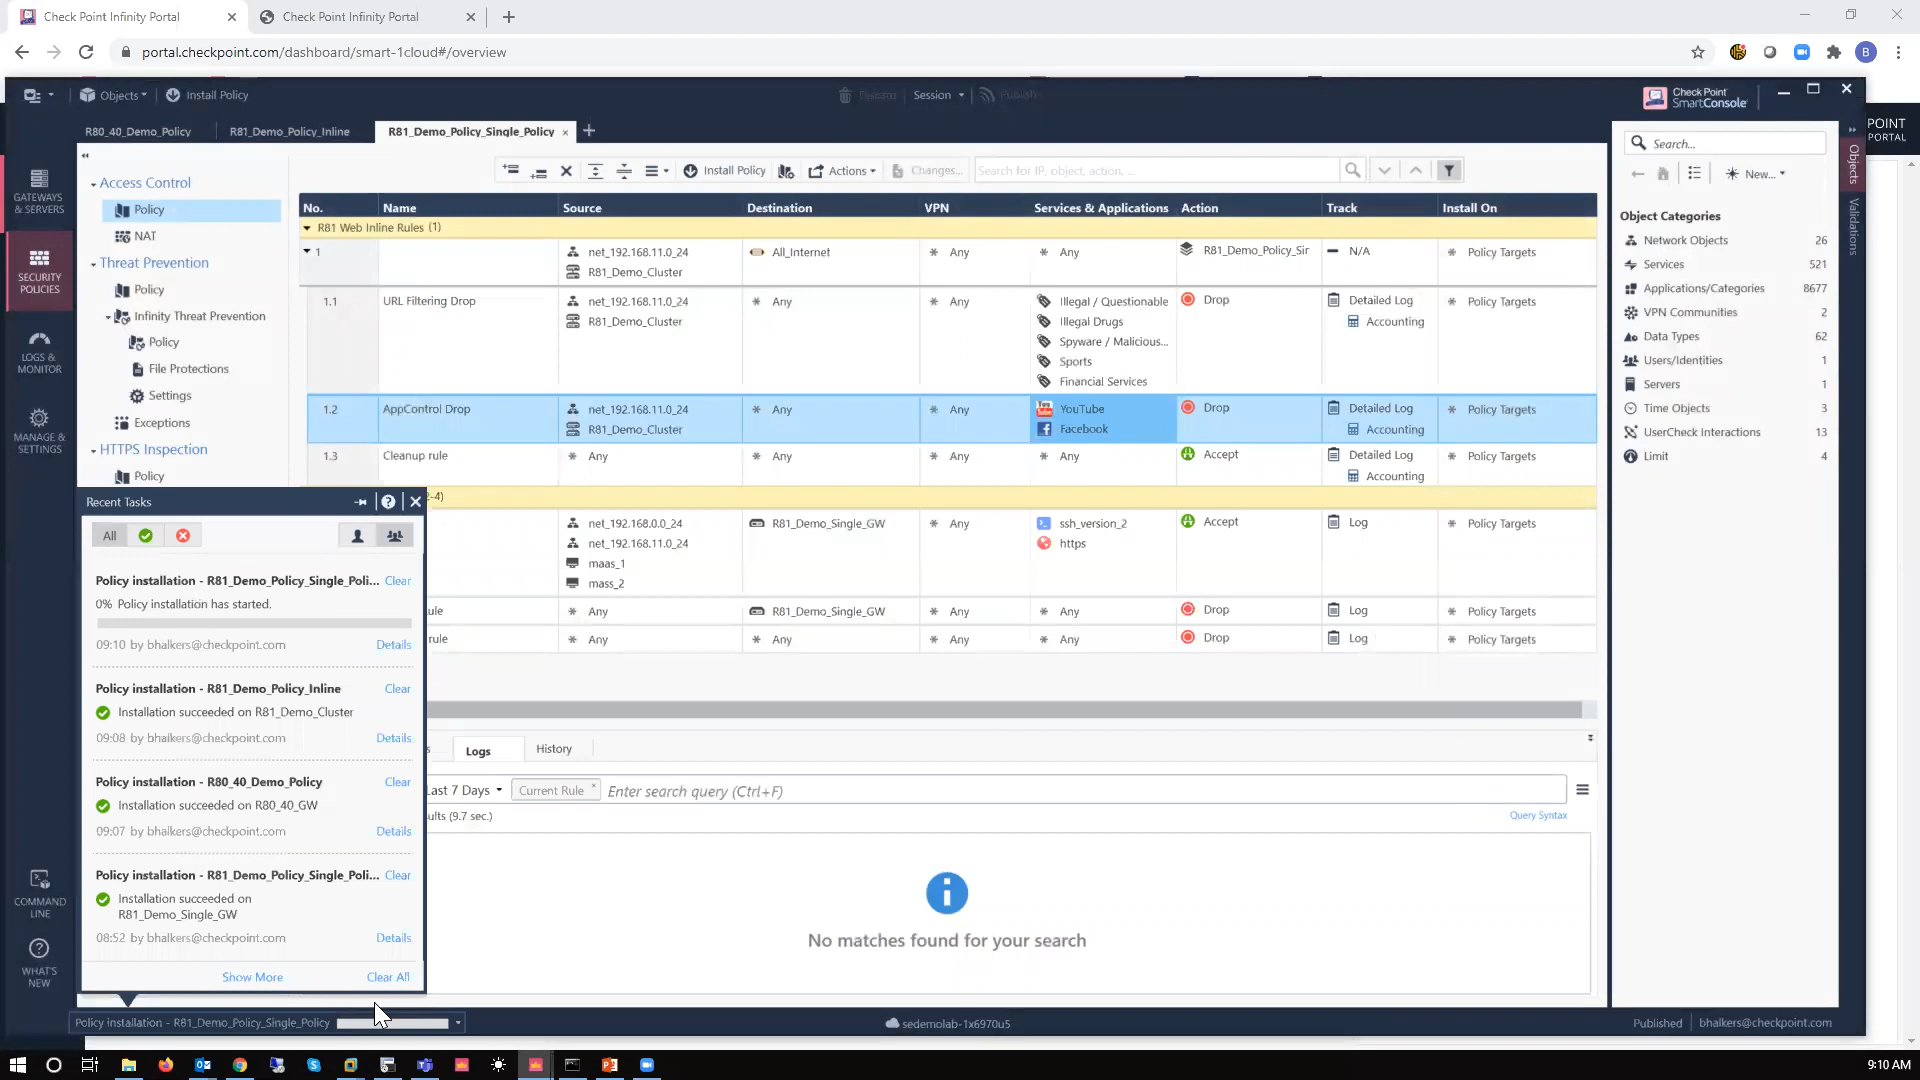 Check Point Infinity Portal
Check Point Infinity Portal
portal.checkpoint.com/dashboard/smart-1cloud#/overview
B
Objects
Install Policy
Discard
Session
Publish
Check Point
SmartConsole
POINT
PORTAL
R80_40_Demo_Policy
R81_Demo_Policy_Inline
R81_Demo_Policy_Single_Policy
GATEWAYS
& SERVERS
SECURITY
POLICIES
LOGS &
MONITOR
MANAGE &
SETTINGS
COMMAND
LINE
WHAT'S
NEW
Access Control
Policy
NAT
Threat Prevention
Policy
Infinity Threat Prevention
Policy
File Protections
Settings
Exceptions
HTTPS Inspection
Policy
Install Policy
Actions
Changes...
Search for IP, object, action, ...
No. Name Source Destination VPN Services & Applications Action Track Install On
R81 Web Inline Rules (1)
1 net_192.168.11.0_24 All_Internet Any Any R81_Demo_Policy_Sir N/A Policy Targets
R81_Demo_Cluster
1.1 URL Filtering Drop net_192.168.11.0_24 Any Any Illegal / Questionable Drop Detailed Log Policy Targets
R81_Demo_Cluster Illegal Drugs Accounting
Spyware / Malicious...
Sports
Financial Services
1.2 AppControl Drop net_192.168.11.0_24 Any Any YouTube Drop Detailed Log Policy Targets
R81_Demo_Cluster Facebook Accounting
1.3 Cleanup rule Any Any Any Any Accept Detailed Log Policy Targets
Accounting
2-4)
net_192.168.0.0_24 R81_Demo_Single_GW Any ssh_version_2 Accept Log Policy Targets
net_192.168.11.0_24 https
maas_1
mass_2
ule Any R81_Demo_Single_GW Any Any Drop Log Policy Targets
rule Any Any Any Any Drop Log Policy Targets
Recent Tasks
All
Policy installation - R81_Demo_Policy_Single_Poli... Clear
0% Policy installation has started.
09:10 by bhalkers@checkpoint.com Details
Policy installation - R81_Demo_Policy_Inline Clear
Installation succeeded on R81_Demo_Cluster
09:08 by bhalkers@checkpoint.com Details
Policy installation - R80_40_Demo_Policy Clear
Installation succeeded on R80_40_GW
09:07 by bhalkers@checkpoint.com Details
Policy installation - R81_Demo_Policy_Single_Poli... Clear
Installation succeeded on
R81_Demo_Single_GW
08:52 by bhalkers@checkpoint.com Details
Show More Clear All
s Logs History
Last 7 Days
Current Rule
Enter search query (Ctrl+F)
ults (9.7 sec.)
Query Syntax
No matches found for your search
Search...
New...
Object Categories
Network Objects 26
Services 521
Applications/Categories 8677
VPN Communities 2
Data Types 62
Users/Identities 1
Servers 1
Time Objects 3
UserCheck Interactions 13
Limit 4
Objects
Validations
Policy installation - R81_Demo_Policy_Single_Policy
sedemolab-1x6970u5
Published
bhalkers@checkpoint.com
9:10 AM